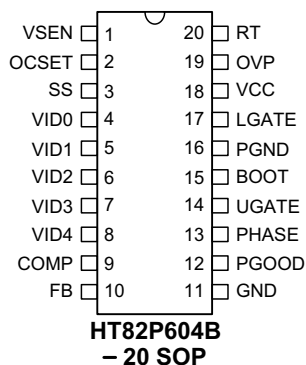 VSEN 1 20 RT
OCSET 2 19 OVP
SS 3 18 VCC
VID0 4 17 LGATE
VID1 5 16 PGND
VID2 6 15 BOOT
VID3 7 14 UGATE
VID4 8 13 PHASE
COMP 9 12 PGOOD
FB 10 11 GND
HT82P604B
– 20 SOP